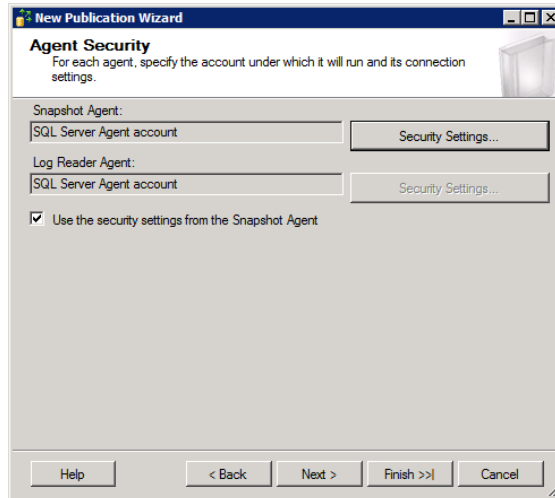 New Publication Wizard
Agent Security
For each agent, specify the account under which it will run and its connection
settings.
Snapshot Agent:
SQL Server Agent account
Security Settings...
Log Reader Agent:
SQL Server Agent account
Security Settings...
Use the security settings from the Snapshot Agent
Help
< Back
Next >
Finish >>|
Cancel